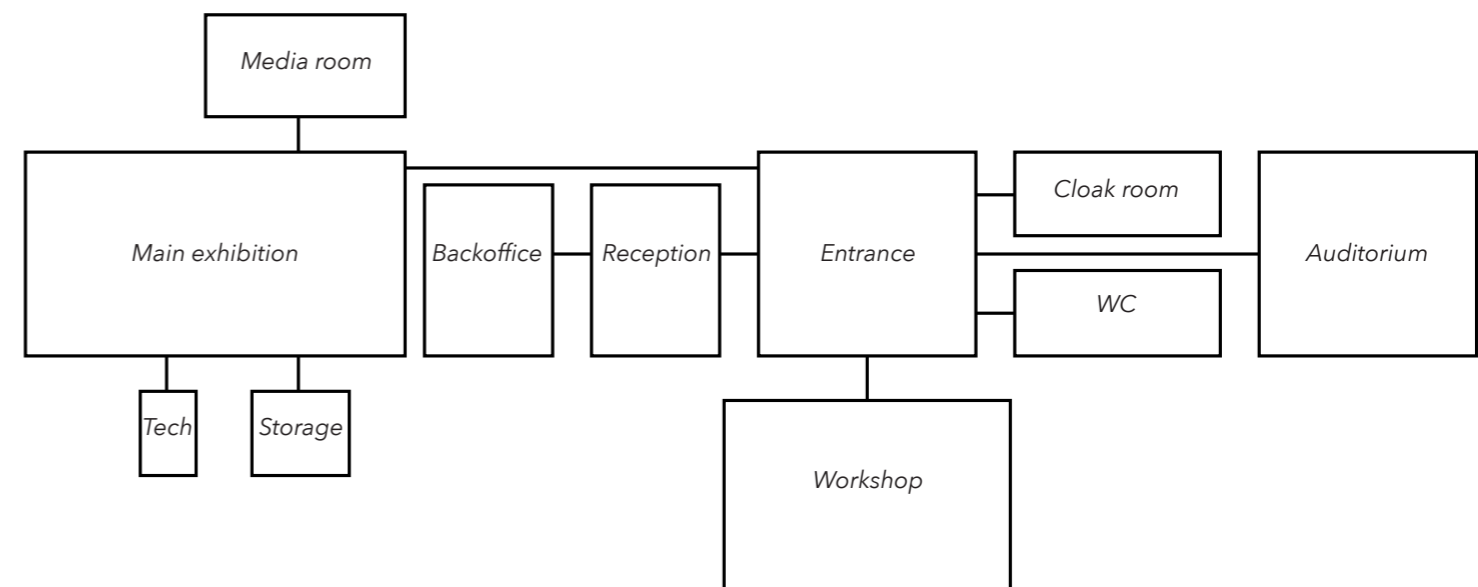 Media room
Main exhibition
Backoffice
Reception
Entrance
Cloak room
WC
Auditorium
Tech
Storage
Workshop